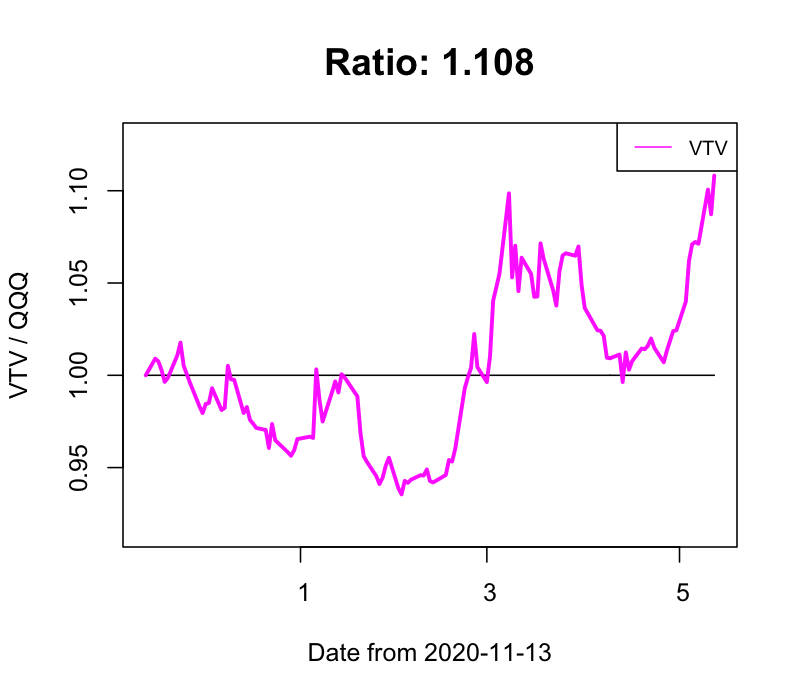 Ratio: 1.108
VTV
VTV / QQQ
1.10
1.05
1.00
0.95
1 3 5
Date from 2020-11-13